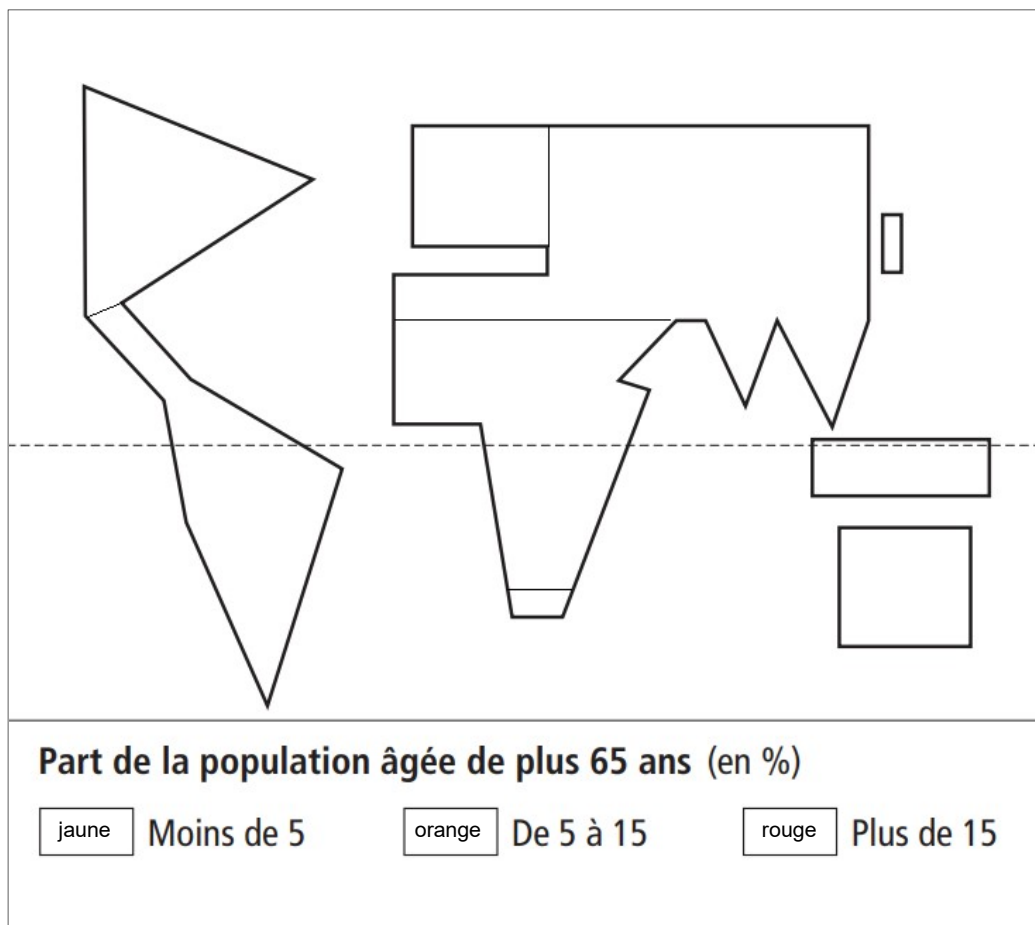 Part de la population âgée de plus 65 ans (en %)
jaune Moins de 5 orange De 5 à 15 rouge Plus de 15